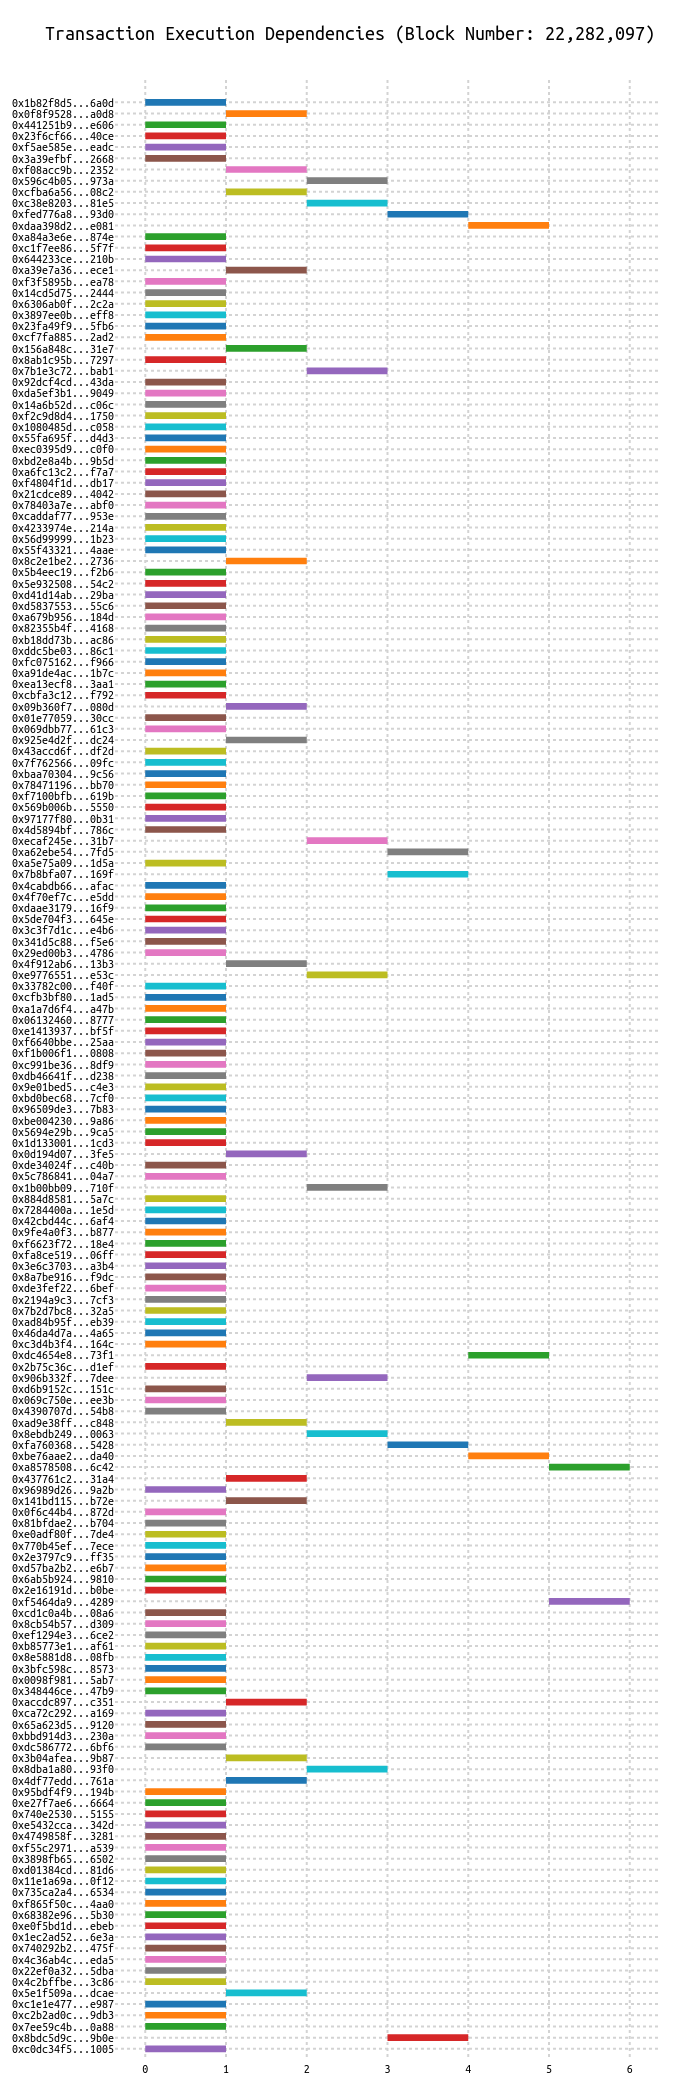 Transaction Execution Dependencies (Block Number: 22,282,097)
0x1b82f8d5...6a0d
0x0f8f9528...a0d8
0x441251b9...e606
0x23f6cf66...40ce
0xf5ae585e...eadc
0x3a39efbf...2668
0xf08acc9b...2352
0x596c4b05...973a
0xcfba6a56...08c2
0xc38e8203...81e5
0xfed776a8...93d0
0xdaa398d2...e081
0xa84a3e6e...874e
0xc1f7ee86...5f7f
0x644233ce...210b
0xa39e7a36...ece1
0xf3f5895b...ea78
0x14cd5d75...2444
0x6306ab0f...2c2a
0x3897ee0b...eff8
0x23fa49f9...5fb6
0xcf7fa885...2ad2
0x156a848c...31e7
0x8ab1c95b...7297
0x7b1e3c72...bab1
0x92dcf4cd...43da
0xda5ef3b1...9049
0x14a6b52d...c06c
0xf2c9d8d4...1750
0x1080485d...c058
0x55fa695f...d4d3
0xec0395d9...c0f0
0xbd2e8a4b...9b5d
0xa6fc13c2...f7a7
0xf4804f1d...db17
0x21cdce89...4042
0x78403a7e...abf0
0xcaddaf77...953e
0x4233974e...214a
0x56d99999...1b23
0x55f43321...4aae
0x8c2e1be2...2736
0x5b4eec19...f2b6
0x5e932508...54c2
0xd41d14ab...29ba
0xd5837553...55c6
0xa679b956...184d
0x82355b4f...4168
0xb18dd73b...ac86
0xddc5be03...86c1
0xfc075162...f966
0xa91de4ac...1b7c
0xea13ecf8...3aa1
0xcbfa3c12...f792
0x09b360f7...080d
0x01e77059...30cc
0x069dbb77...61c3
0x925e4d2f...dc24
0x43accd6f...df2d
0x7f762566...09fc
0xbaa70304...9c56
0x78471196...bb70
0xf7100bfb...619b
0x569b006b...5550
0x97177f80...0b31
0x4d5894bf...786c
0xecaf245e...31b7
0xa62ebe54...7fd5
0xa5e75a09...1d5a
0x7b8bfa07...169f
0x4cabdb66...afac
0x4f70ef7c...e5dd
0xdaae3179...16f9
0x5de704f3...645e
0x3c3f7d1c...e4b6
0x341d5c88...f5e6
0x29ed00b3...4786
0x4f912ab6...13b3
0xe9776551...e53c
0x33782c00...f40f
0xcfb3bf80...1ad5
0xa1a7d6f4...a47b
0x06132460...8777
0xe1413937...bf5f
0xf6640bbe...25aa
0xf1b006f1...0808
0xc991be36...8df9
0xdb46641f...d238
0x9e01bed5...c4e3
0xbd0bec68...7cf0
0x96509de3...7b83
0xbe004230...9a86
0x5694e29b...9ca5
0x1d133001...1cd3
0x0d194d07...3fe5
0xde34024f...c40b
0x5c786841...04a7
0x1b00bb09...710f
0x884d8581...5a7c
0x7284400a...1e5d
0x42cbd44c...6af4
0x9fe4a0f3...b877
0xf6623f72...18e4
0xfa8ce519...06ff
0x3e6c3703...a3b4
0x8a7be916...f9dc
0xde3fef22...6bef
0x2194a9c3...7cf3
0x7b2d7bc8...32a5
0xad84b95f...eb39
0x46da4d7a...4a65
0xc3d4b3f4...164c
0xdc4654e8...73f1
0x2b75c36c...d1ef
0x906b332f...7dee
0xd6b9152c...151c
0x069c750e...ee3b
0x4390707d...54b8
0xad9e38ff...c848
0x8ebdb249...0063
0xfa760368...5428
0xbe76aae2...da40
0xa8578508...6c42
0x437761c2...31a4
0x96989d26...9a2b
0x141bd115...b72e
0x0f6c44b4...872d
0x81bfdae2...b704
0xe0adf80f...7de4
0x770b45ef...7ece
0x2e3797c9...ff35
0xd57ba2b2...e6b7
0x6ab5b924...9810
0x2e16191d...b0be
0xf5464da9...4289
0xcd1c0a4b...08a6
0x8cb54b57...d309
0xef1294e3...6ce2
0xb85773e1...af61
0x8e5881d8...08fb
0x3bfc598c...8573
0x0098f981...5ab7
0x348446ce...47b9
0xaccdc897...c351
0xca72c292...a169
0x65a623d5...9120
0xbbd914d3...230a
0xdc586772...6bf6
0x3b04afea...9b87
0x8dba1a80...93f0
0x4df77edd...761a
0x95bdf4f9...194b
0xe27f7ae6...6664
0x740e2530...5155
0xe5432cca...342d
0x4749858f...3281
0xf55c2971...a539
0x3898fb65...6502
0xd01384cd...81d6
0x11e1a69a...0f12
0x735ca2a4...6534
0xf865f50c...4aa0
0x68382e96...5b30
0xe0f5bd1d...ebeb
0x1ec2ad52...6e3a
0x740292b2...475f
0x4c36ab4c...eda5
0x22ef0a32...5dba
0x4c2bffbe...3c86
0x5e1f509a...dcae
0xc1e1e477...e987
0xc2b2ad0c...9db3
0x7ee59c4b...0a88
0x8bdc5d9c...9b0e
0xc0dc34f5...1005
0 1 2 3 4 5 6